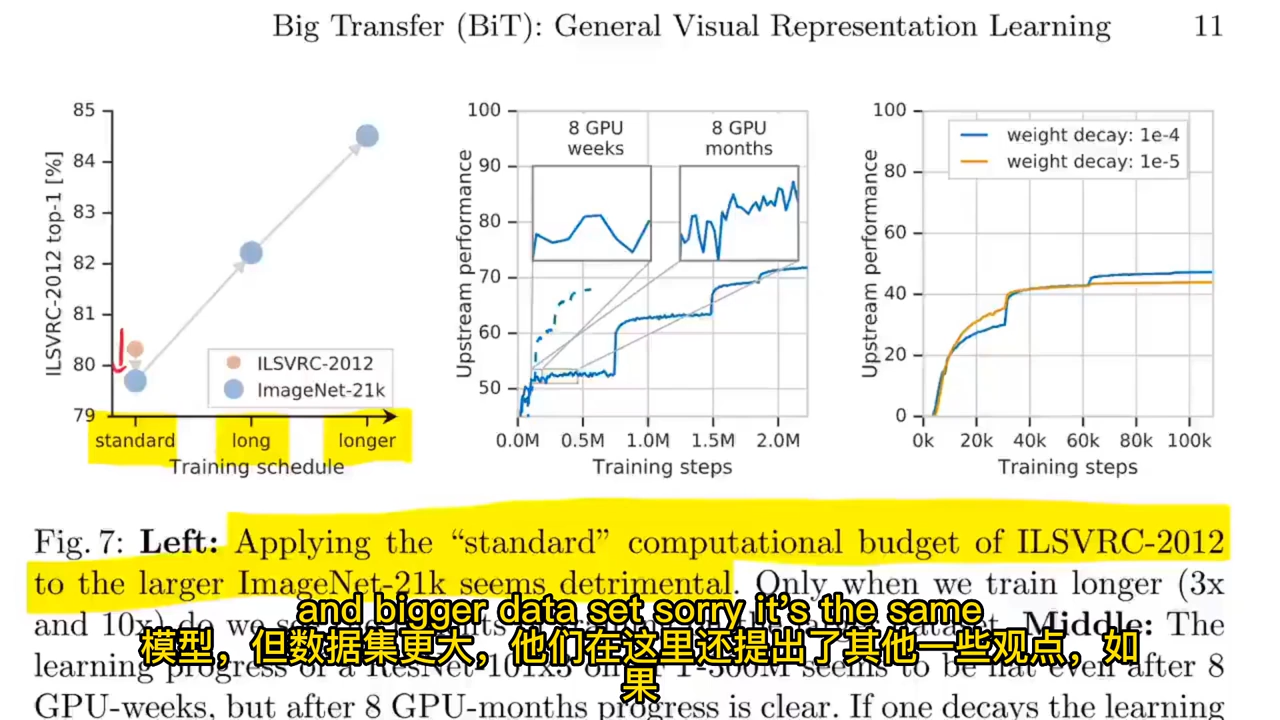 Big Transfer (BiT): General Visual Representation Learning 11
85
84
83
82
81
80
79
ILSVRC-2012 top-1 [%]
ILSVRC-2012
ImageNet-21k
standard long longer
Training schedule
100
90
80
70
60
50
Upstream performance
8 GPU weeks
8 GPU months
0.0M 0.5M 1.0M 1.5M 2.0M
Training steps
100
80
60
40
20
0
Upstream performance
weight decay: 1e-4
weight decay: 1e-5
0k 20k 40k 60k 80k 100k
Training steps
Fig. 7: Left: Applying the “standard” computational budget of ILSVRC-2012
to the larger ImageNet-21k seems detrimental. Only when we train longer (3x
and 10x) do we Middle: The
learning progress of a ResNet-101x3 on seems to be flat even after 8
GPU-weeks, but after 8 GPU-months progress is clear. If one decays the learning
and bigger data set sorry it's the same
模型，但数据集更大，他们在这里还提出了其他一些观点，如
果